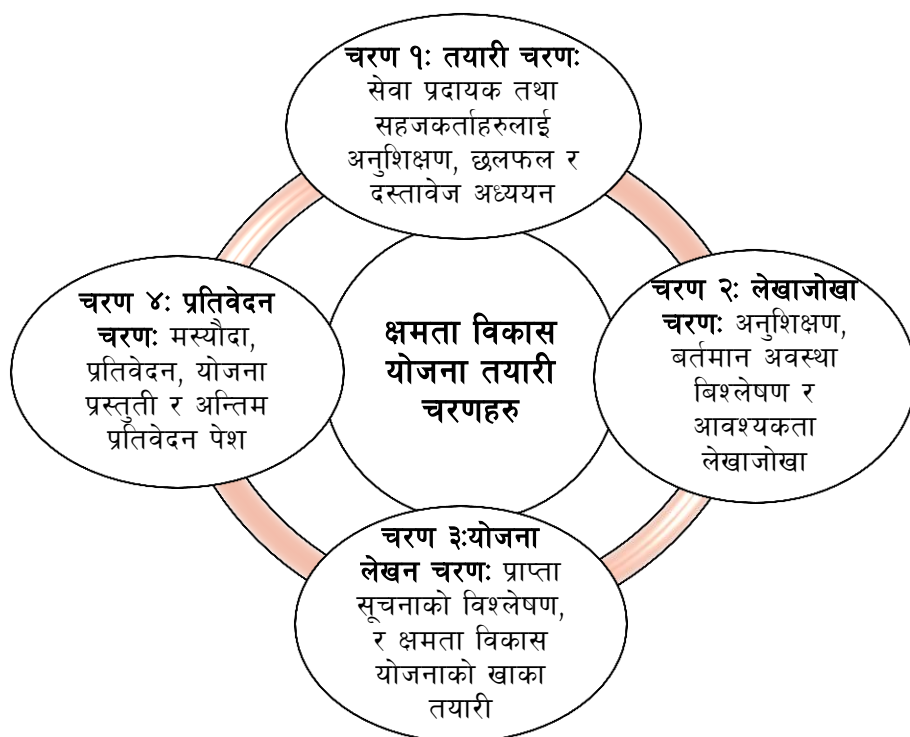 चरण १: तयारी चरण:
सेवा प्रदायक तथा
सहजकर्ताहरुलाई
अनुशिक्षण, छलफल र
दस्तावेज अध्ययन
चरण २: लेखाजोखा
चरण: अनुशिक्षण,
बर्तमान अवस्था
बिश्लेषण र
आवश्यकता
लेखाजोखा
चरण ३:योजना
लेखन चरण: प्राप्ता
सूचनाको विश्लेषण,
र क्षमता विकास
योजनाको खाका
तयारी
चरण ४: प्रतिवेदन
चरण: मस्यौदा,
प्रतिवेदन, योजना
प्रस्तुती र अन्तिम
प्रतिवेदन पेश
क्षमता विकास
योजना तयारी
चरणहरु